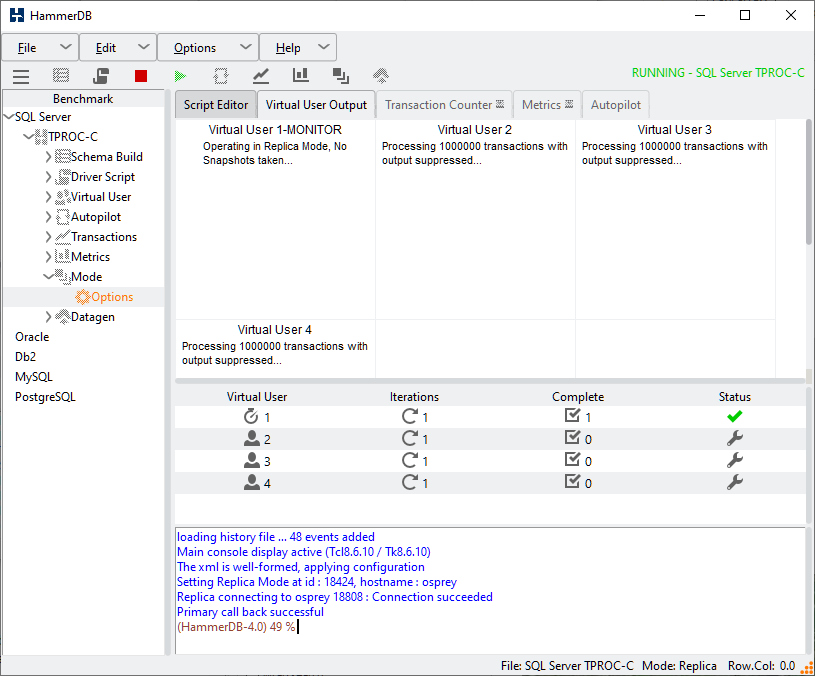 HammerDB
File Edit Options Help
RUNNING - SQL Server TPROC-C
Benchmark
SQL Server
TPROC-C
Schema Build
Driver Script
Virtual User
Autopilot
Transactions
Metrics
Mode
Options
Datagen
Oracle
Db2
MySQL
PostgreSQL
Script Editor Virtual User Output Transaction Counter Metrics Autopilot
Virtual User 1-MONITOR
Operating in Replica Mode, No
Snapshots taken...
Virtual User 2
Processing 1000000 transactions with
output suppressed...
Virtual User 3
Processing 1000000 transactions with
output suppressed...
Virtual User 4
Processing 1000000 transactions with
output suppressed...
Virtual User Iterations Complete Status
1 1 1
2 1 0
3 1 0
4 1 0
loading history file ... 48 events added
Main console display active (Tcl8.6.10 / Tk8.6.10)
The xml is well-formed, applying configuration
Setting Replica Mode at id : 18424, hostname : osprey
Replica connecting to osprey 18808 : Connection succeeded
Primary call back successful
(HammerDB-4.0) 49 %
File: SQL Server TPROC-C Mode: Replica Row.Col: 0.0